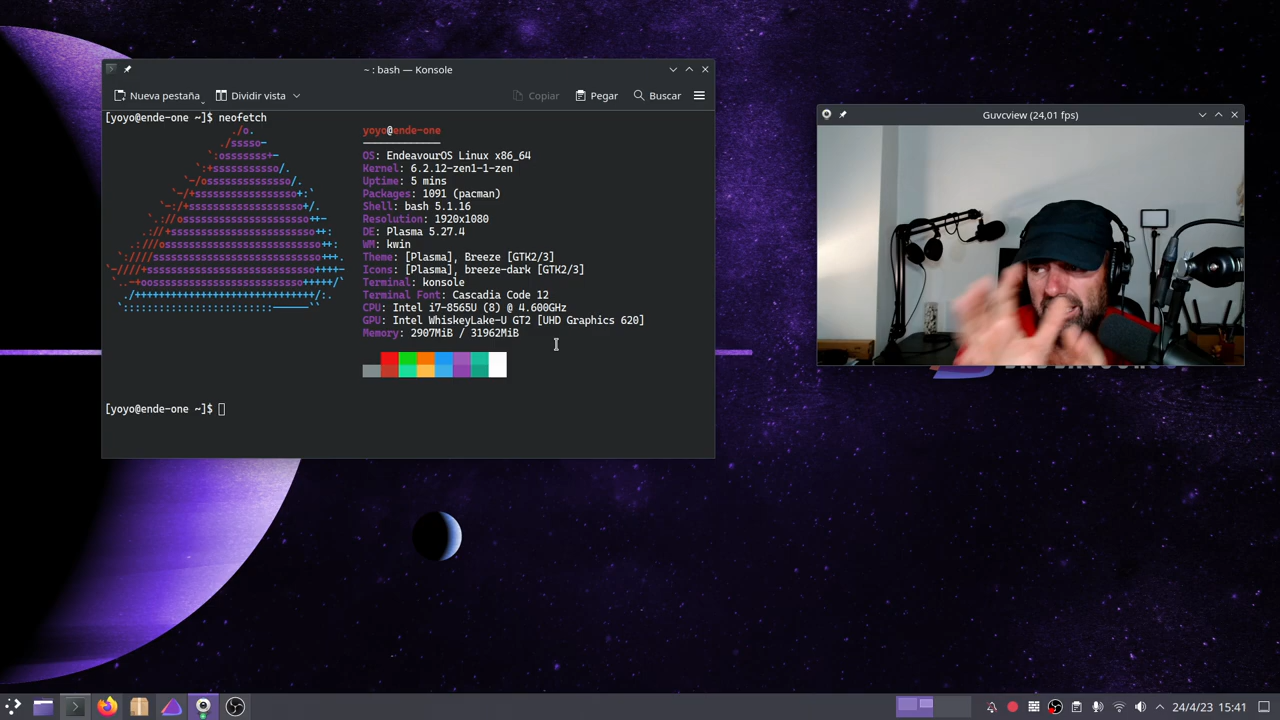 ~ : bash — Konsole
Nueva pestaña
Dividir vista
Copiar
Pegar
Buscar
[yoyo@ende-one ~]$ neofetch
yoyo@ende-one
OS: EndeavourOS Linux x86_64
Kernel: 6.2.12-zen1-1-zen
Uptime: 5 mins
Packages: 1091 (pacman)
Shell: bash 5.1.16
Resolution: 1920x1080
DE: Plasma 5.27.4
WM: kwin
Theme: [Plasma], Breeze [GTK2/3]
Icons: [Plasma], breeze-dark [GTK2/3]
Terminal: konsole
Terminal Font: Cascadia Code 12
CPU: Intel i7-8565U (8) @ 4.600GHz
GPU: Intel WhiskeyLake-U GT2 [UHD Graphics 620]
Memory: 2907MiB / 31962MiB
[yoyo@ende-one ~]$
Guvcview (24,01 fps)
24/4/23 15:41